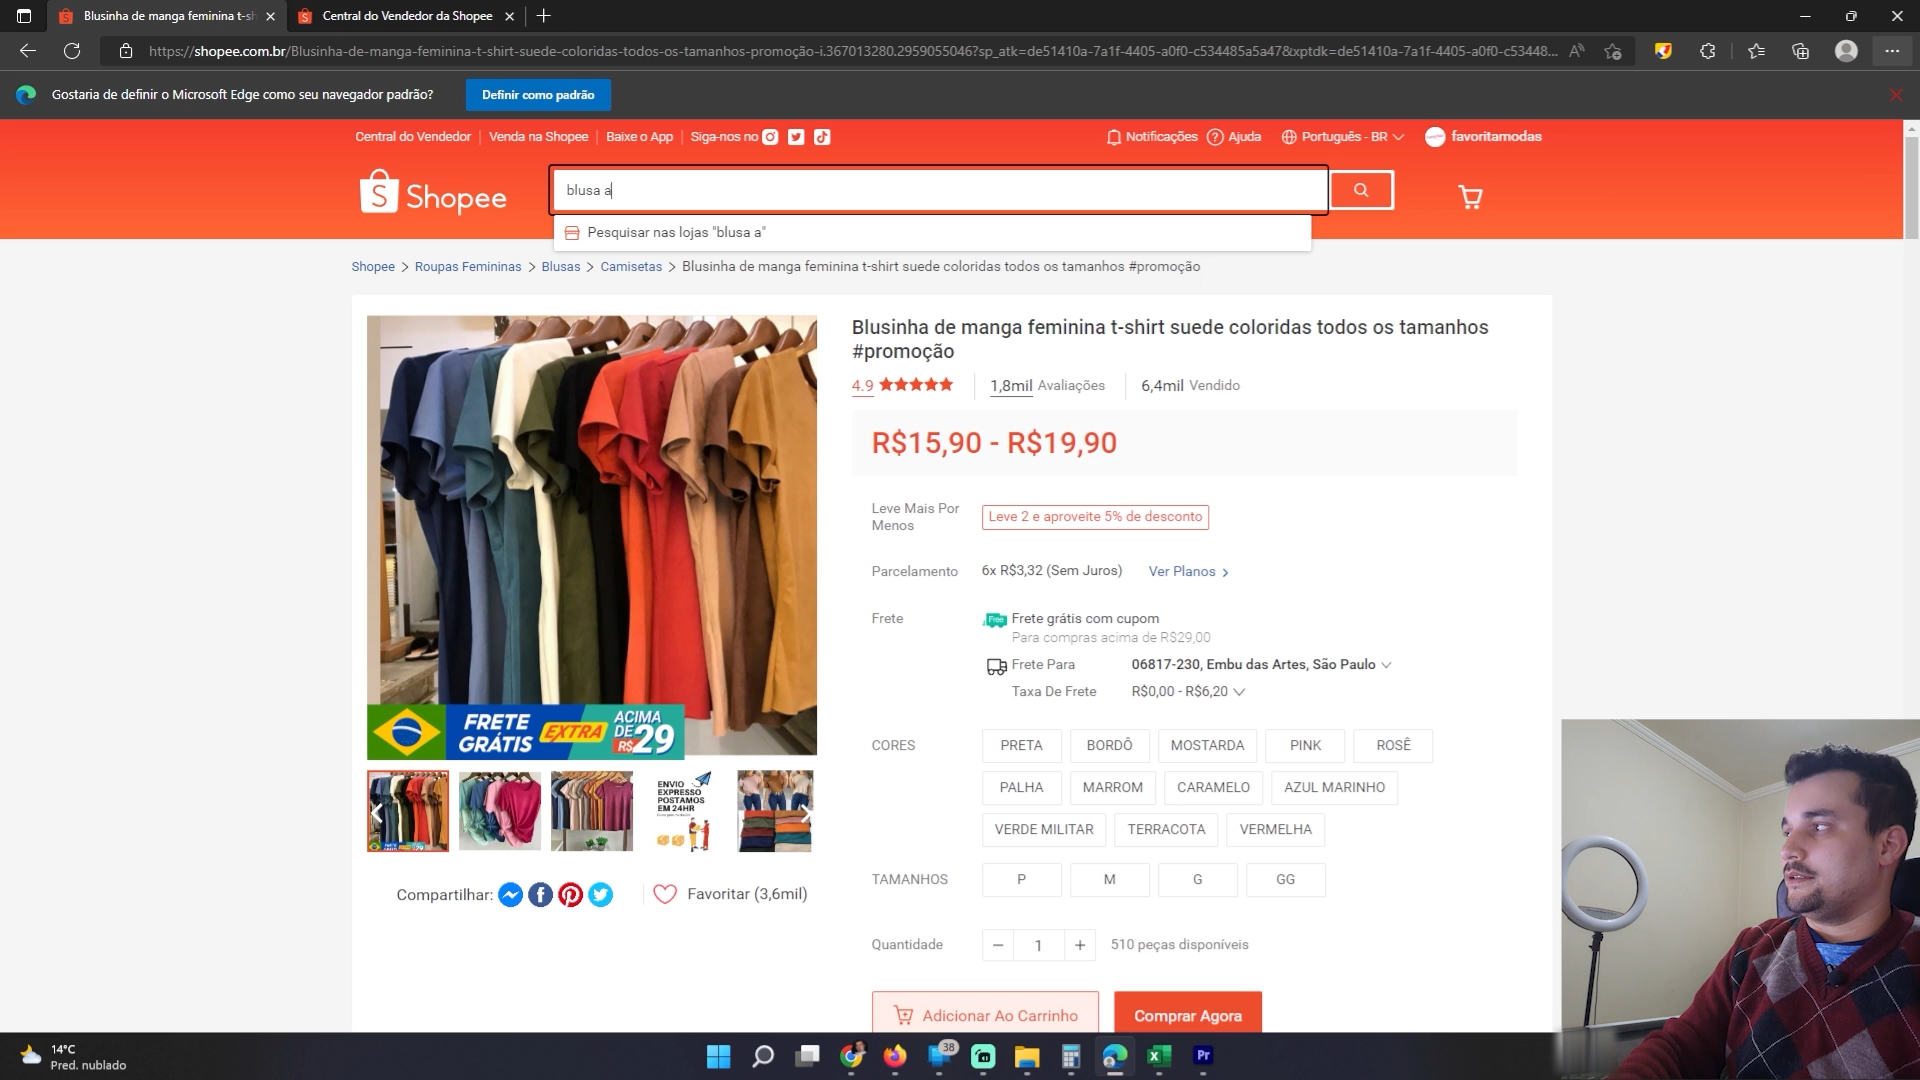 Blusinha de manga feminina t-sh
Central do Vendedor da Shopee
https://shopee.com.br/Blusinha-de-manga-feminina-t-shirt-suede-coloridas-todos-os-tamanhos-promoção-i.367013280.2959055046?sp_atk=de51410a-7a1f-4405-a0f0-c534485a5a47&xptdk=de51410a-7a1f-4405-a0f0-c53448...
Gostaria de definir o Microsoft Edge como seu navegador padrão?
Definir como padrão
Central do Vendedor
Venda na Shopee
Baixe o App
Siga-nos no
Notificações
Ajuda
Português - BR
favoritamodas
Shopee
blusa a
Pesquisar nas lojas "blusa a"
Shopee > Roupas Femininas > Blusas > Camisetas > Blusinha de manga feminina t-shirt suede coloridas todos os tamanhos #promoção
Blusinha de manga feminina t-shirt suede coloridas todos os tamanhos
#promoção
4.9
1,8mil Avaliações
6,4mil Vendido
R$15,90 - R$19,90
Leve Mais Por
Menos
Leve 2 e aproveite 5% de desconto
Parcelamento
6x R$3,32 (Sem Juros)
Ver Planos >
Frete
Free
Frete grátis com cupom
Para compras acima de R$29,00
Frete Para
06817-230, Embu das Artes, São Paulo
Taxa De Frete
R$0,00 - R$6,20
FRETE
GRÁTIS
EXTRA
ACIMA
DE
R$29
CORES
PRETA
BORDÔ
MOSTARDA
PINK
ROSÊ
PALHA
MARROM
CARAMELO
AZUL MARINHO
VERDE MILITAR
TERRACOTA
VERMELHA
ENVIO
EXPRESSO
POSTAMOS
EM 24HR
TAMANHOS
P
M
G
GG
Compartilhar:
Favoritar (3,6mil)
Quantidade
− 1 +
510 peças disponíveis
Adicionar Ao Carrinho
Comprar Agora
14°C
Pred. nublado
38
Pr